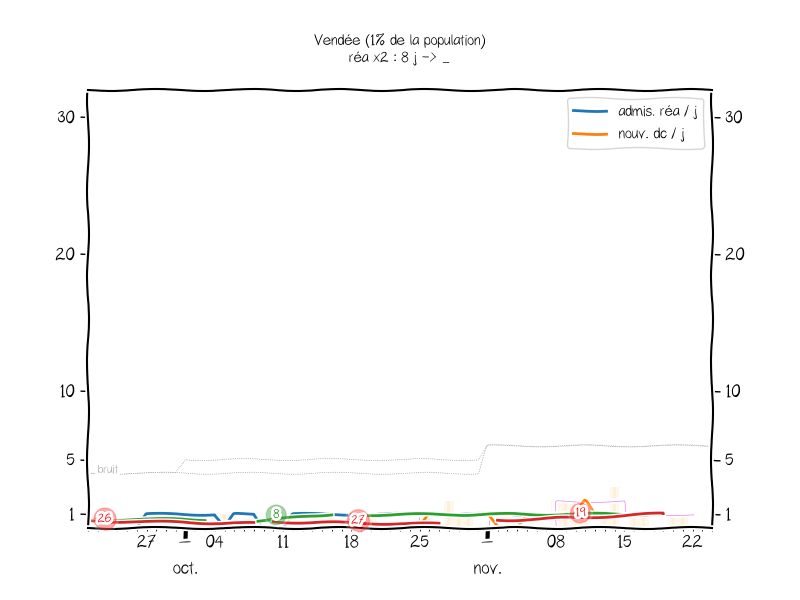 Vendée (1% de la population)
réa x2 : 8 j -> _
admis. réa / j
nouv. dc / j
30 30
20 20
10 10
5 5
bruit
1 1
26 8 27 19
27 04 11 18 25 08 15 22
oct. nov.